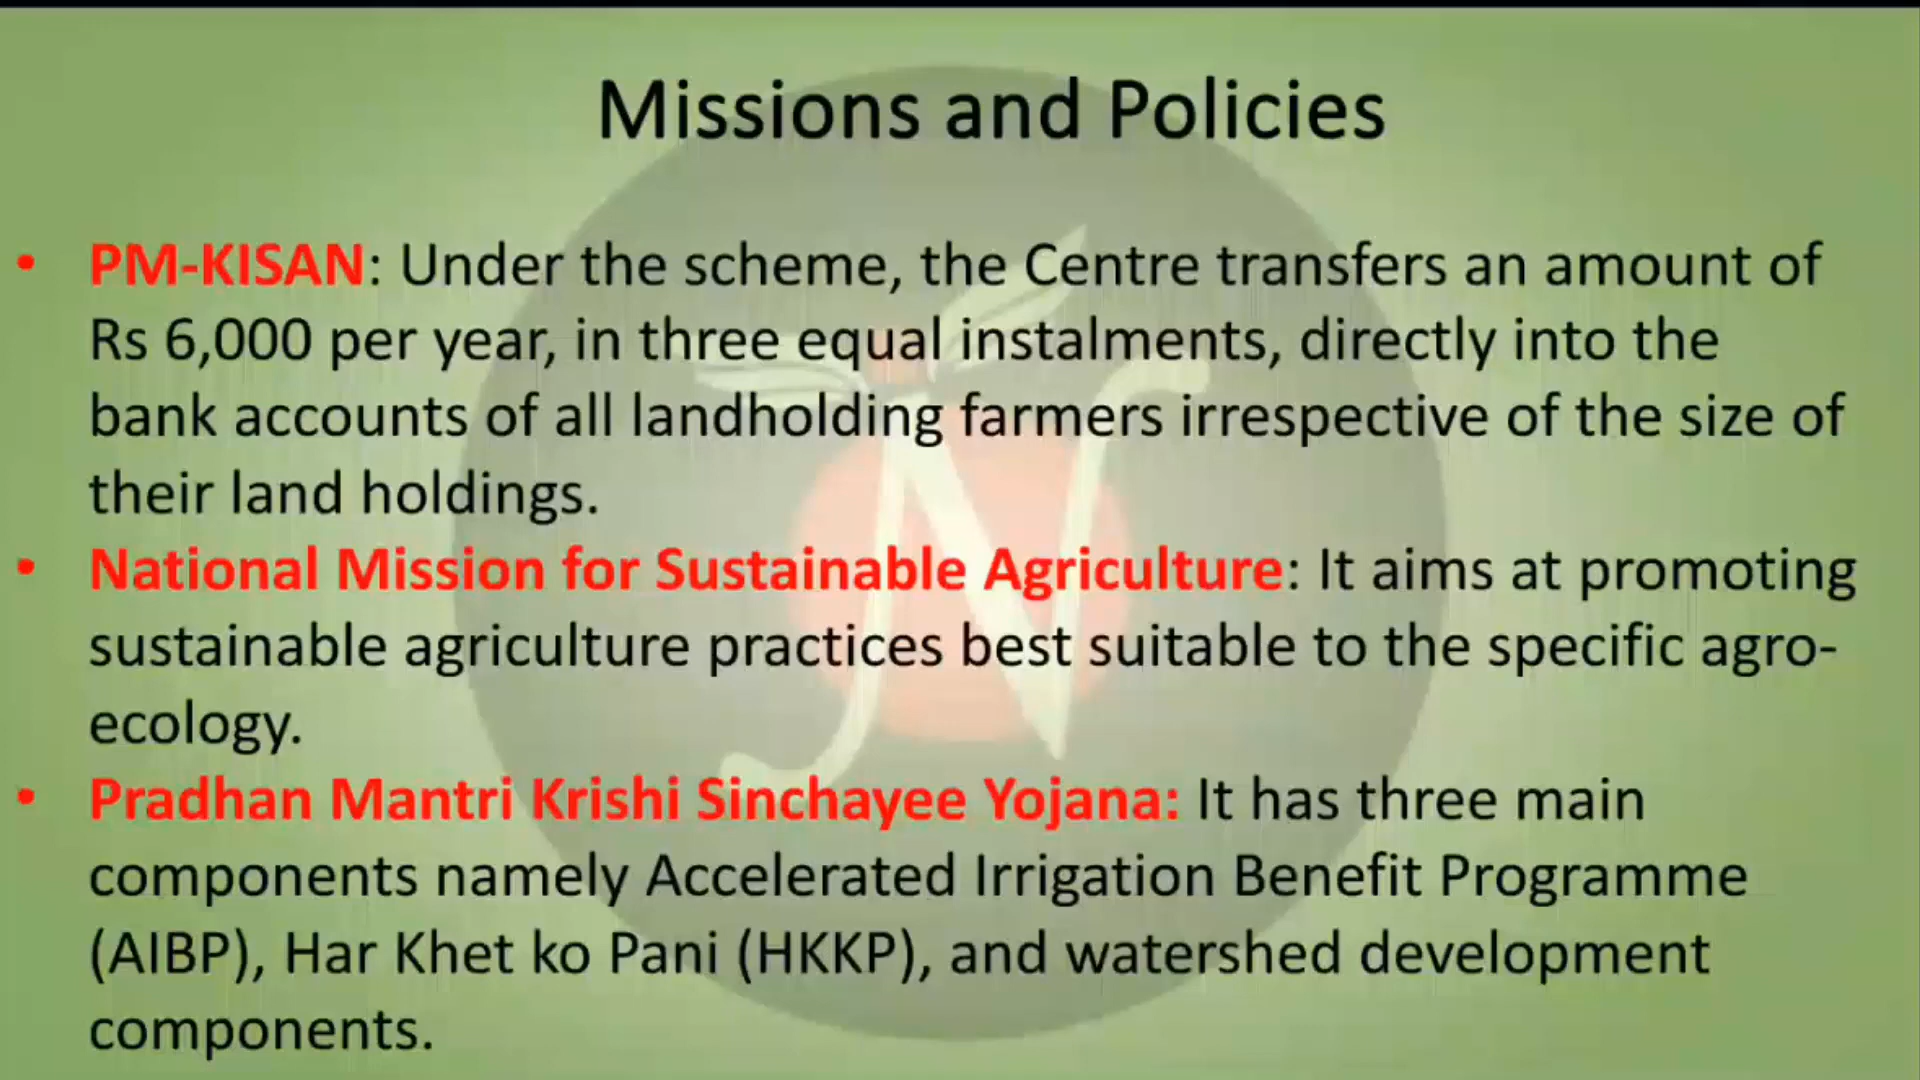 Missions and Policies
• PM-KISAN: Under the scheme, the Centre transfers an amount of
Rs 6,000 per year, in three equal instalments, directly into the
bank accounts of all landholding farmers irrespective of the size of
their land holdings.
• National Mission for Sustainable Agriculture: It aims at promoting
sustainable agriculture practices best suitable to the specific agro-
ecology.
• Pradhan Mantri Krishi Sinchayee Yojana: It has three main
components namely Accelerated Irrigation Benefit Programme
(AIBP), Har Khet ko Pani (HKKP), and watershed development
components.